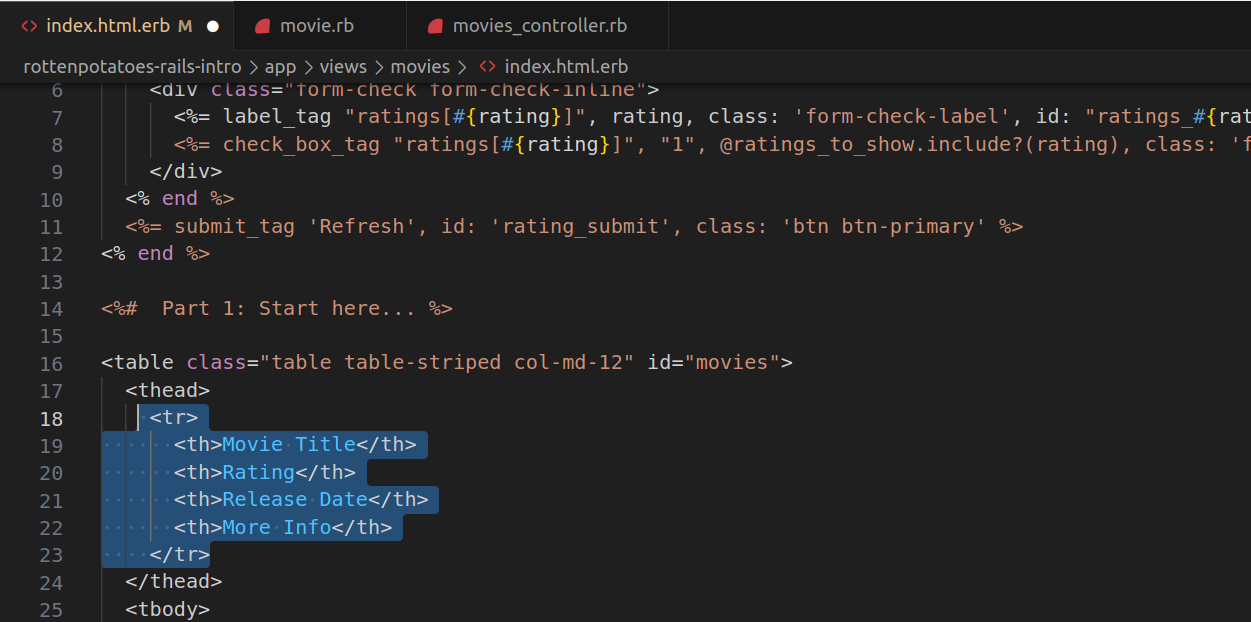 index.html.erb M
movie.rb
movies_controller.rb
rottenpotatoes-rails-intro > app > views > movies > <> index.html.erb
6 <div class="form-check form-check-inline">
7 <%= label_tag "ratings[#{rating}]", rating, class: 'form-check-label', id: "ratings_#{rat
8 <%= check_box_tag "ratings[#{rating}]", "1", @ratings_to_show.include?(rating), class: 'f
9 </div>
10 <% end %>
11 <%= submit_tag 'Refresh', id: 'rating_submit', class: 'btn btn-primary' %>
12 <% end %>
13
14 <%#  Part 1: Start here... %>
15
16 <table class="table table-striped col-md-12" id="movies">
17 <thead>
18 <tr>
19 <th>Movie Title</th>
20 <th>Rating</th>
21 <th>Release Date</th>
22 <th>More Info</th>
23 </tr>
24 </thead>
25 <tbody>